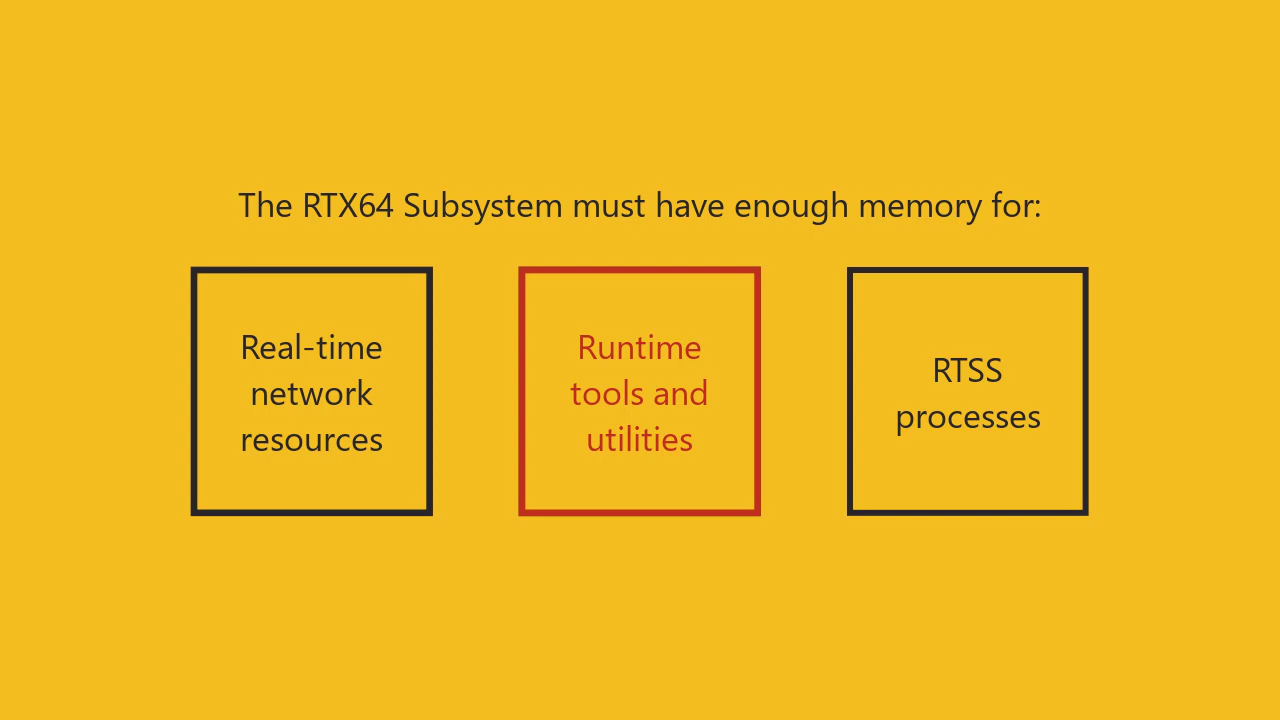 The RTX64 Subsystem must have enough memory for:
Real-time
network
resources
Runtime
tools and
utilities
RTSS
processes